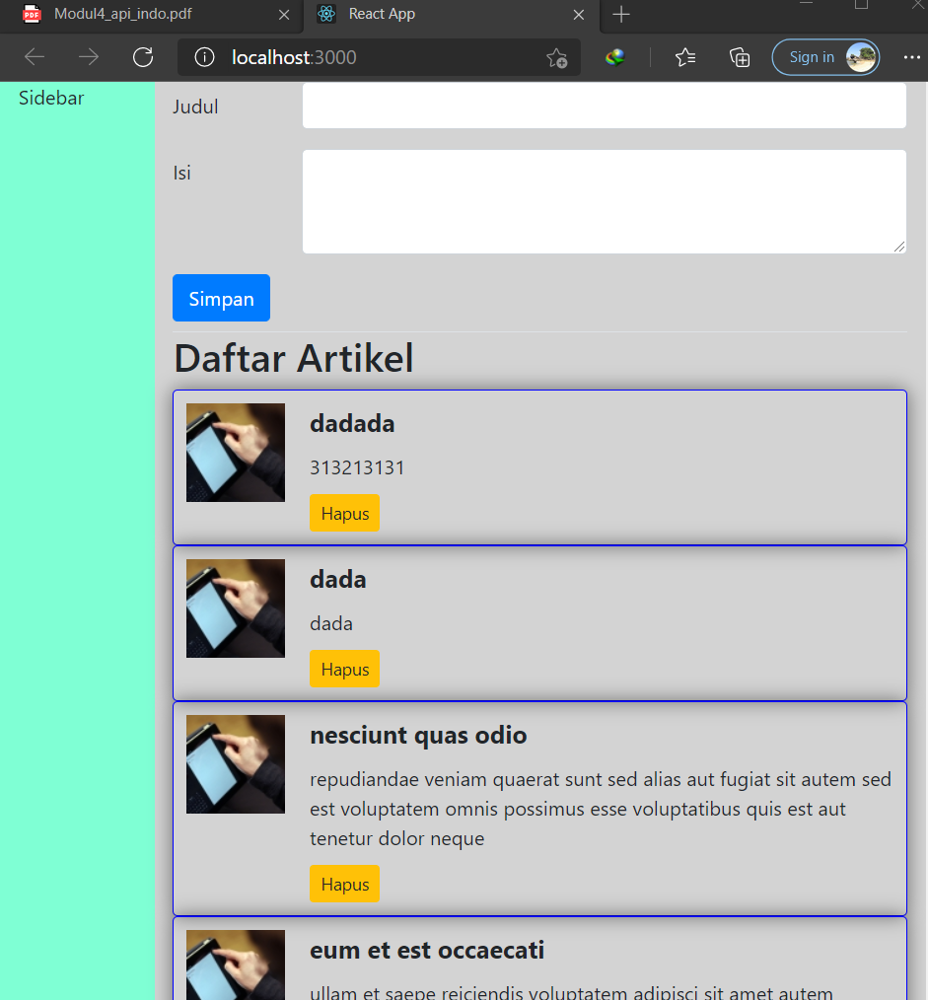 Modul4_api_indo.pdf
React App
localhost:3000
Sign in
Sidebar
Judul
Isi
Simpan
Daftar Artikel
dadada
313213131
Hapus
dada
dada
Hapus
nesciunt quas odio
repudiandae veniam quaerat sunt sed alias aut fugiat sit autem sed
est voluptatem omnis possimus esse voluptatibus quis est aut
tenetur dolor neque
Hapus
eum et est occaecati
ullam et saepe reiciendis voluptatem adipisci sit amet autem